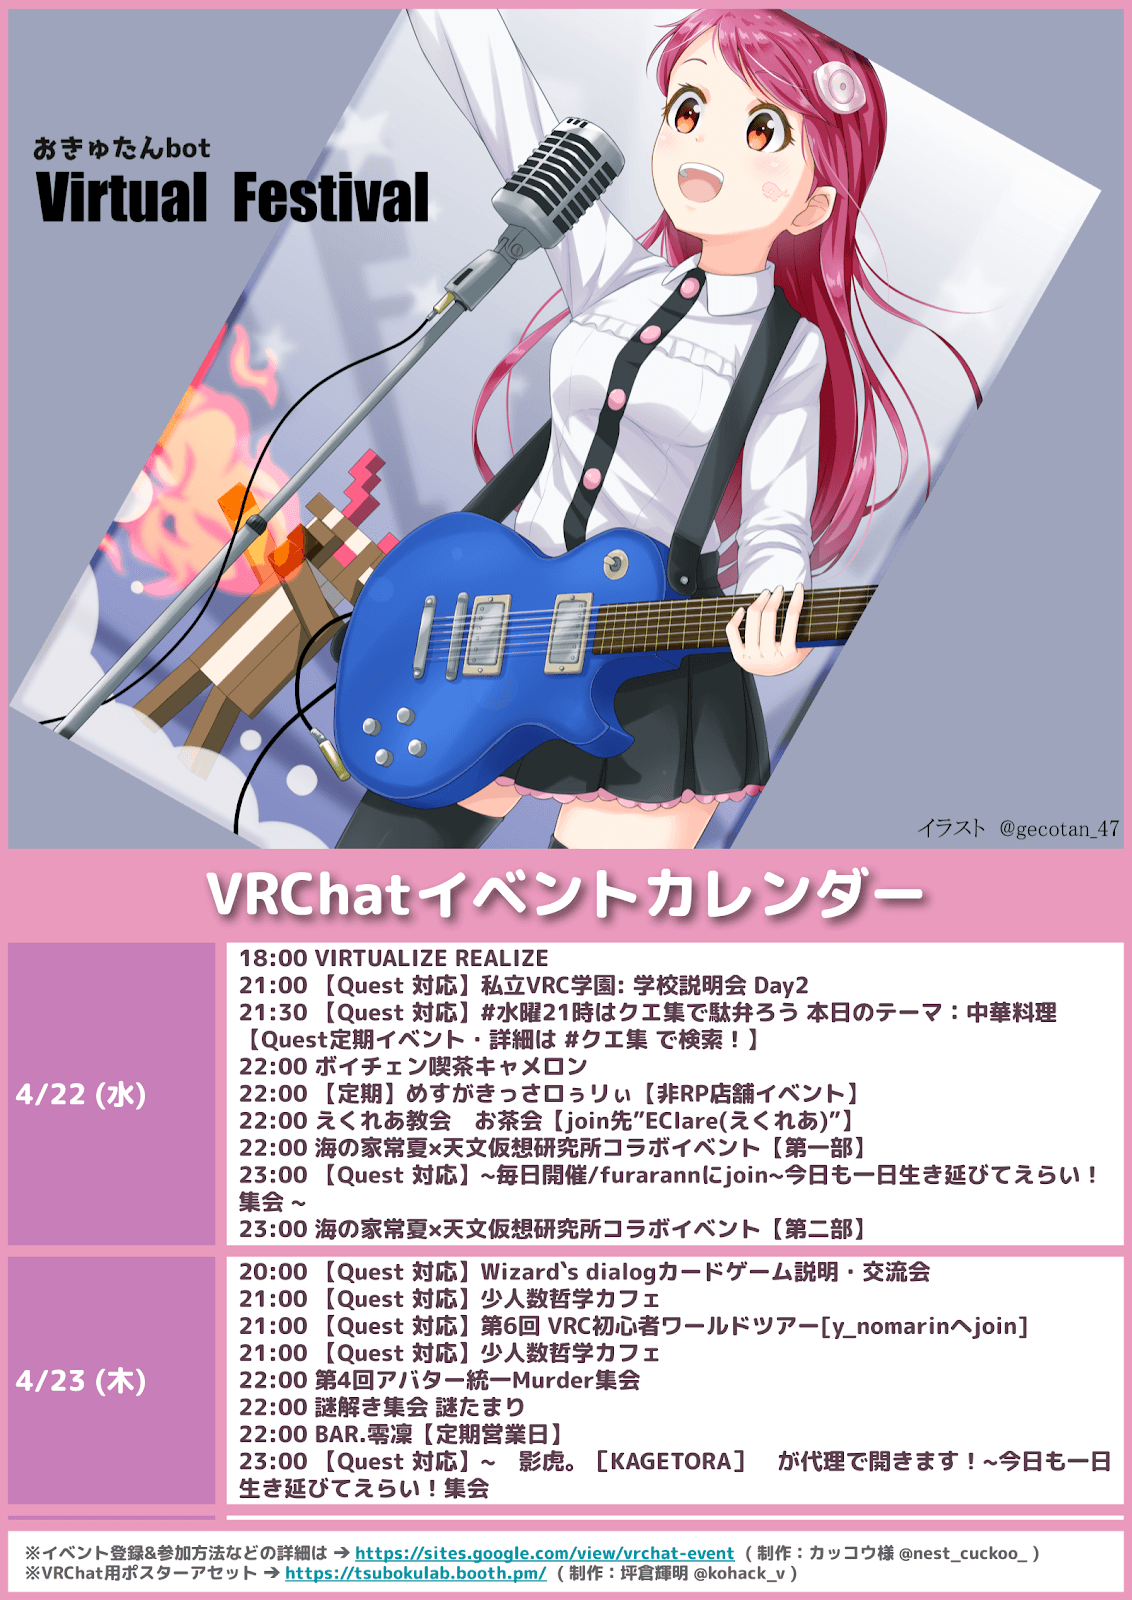 おきゅたんbot
Virtual Festival
イラスト @gecotan_47
VRChatイベントカレンダー
4/22 (水)
18:00 VIRTUALIZE REALIZE
21:00 【Quest 対応】私立VRC学園: 学校説明会 Day2
21:30 【Quest 対応】#水曜21時はクエ集で駄弁ろう 本日のテーマ：中華料理
【Quest定期イベント・詳細は #クエ集 で検索！】
22:00 ボイチェン喫茶キャメロン
22:00 【定期】めすがきっさロぅリぃ【非RP店舗イベント】
22:00 えくれあ教会　お茶会【join先”EClare(えくれあ)”】
22:00 海の家常夏×天文仮想研究所コラボイベント【第一部】
23:00 【Quest 対応】~毎日開催/furarannにjoin~今日も一日生き延びてえらい！
集会 ~
23:00 海の家常夏×天文仮想研究所コラボイベント【第二部】
4/23 (木)
20:00 【Quest 対応】Wizard‵s dialogカードゲーム説明・交流会
21:00 【Quest 対応】少人数哲学カフェ
21:00 【Quest 対応】第6回 VRC初心者ワールドツアー[y_nomarinへjoin]
21:00 【Quest 対応】少人数哲学カフェ
22:00 第4回アバター統一Murder集会
22:00 謎解き集会 謎たまり
22:00 BAR.零凜【定期営業日】
23:00 【Quest 対応】~　影虎。［KAGETORA］　が代理で開きます！~今日も一日
生き延びてえらい！集会
※イベント登録&参加方法などの詳細は → https://sites.google.com/view/vrchat-event （制作：カッコウ様 @nest_cuckoo_ ）
※VRChat用ポスターアセット → https://tsubokulab.booth.pm/ （制作：坪倉輝明 @kohack_v ）